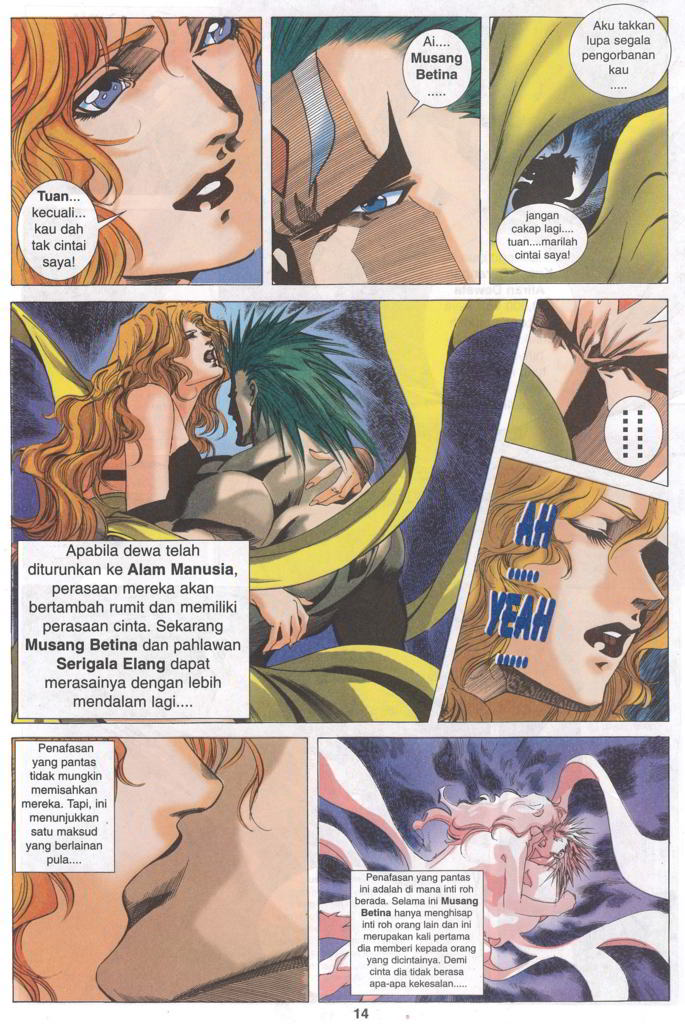 Tuan...
kecuali...
kau dah
tak cintai
saya!
Ai....
Musang
Betina
.....
Aku takkan
lupa segala
pengorbanan
kau
.....
jangan
cakap lagi....
tuan....marilah
cintai saya!
Apabila dewa telah
diturunkan ke Alam Manusia,
perasaan mereka akan
bertambah rumit dan memiliki
perasaan cinta. Sekarang
Musang Betina dan pahlawan
Serigala Elang dapat
merasainya dengan lebih
mendalam lagi....
AH
.....
YEAH
.....
Penafasan
yang pantas
tidak mungkin
memisahkan
mereka. Tapi, ini
menunjukkan
satu maksud
yang berlainan
pula....
Penafasan yang pantas
ini adalah di mana inti roh
berada. Selama ini Musang
Betina hanya menghisap
inti roh orang lain dan ini
merupakan kali pertama
dia memberi kepada orang
yang dicintainya. Demi
cinta dia tidak berasa
apa-apa kekesalan.....
14